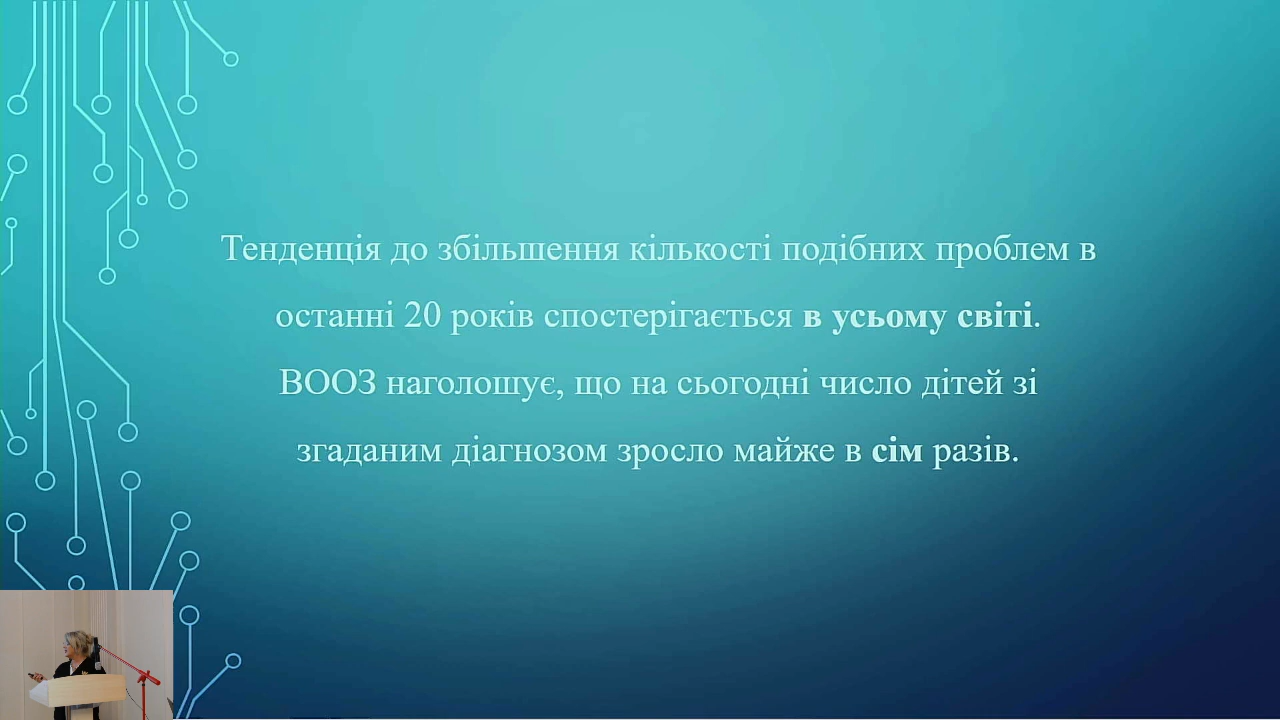 Тенденція до збільшення кількості подібних проблем в
останні 20 років спостерігається в усьому світі.
ВООЗ наголошує, що на сьогодні число дітей зі
згаданим діагнозом зросло майже в сім разів.